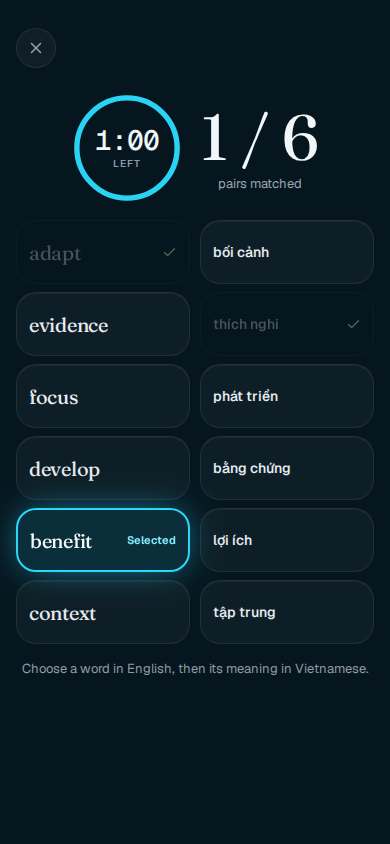 1:00
LEFT
1 / 6
pairs matched
adapt
bối cảnh
evidence
thích nghi
focus
phát triển
develop
bằng chứng
benefit
Selected
lợi ích
context
tập trung
Choose a word in English, then its meaning in Vietnamese.